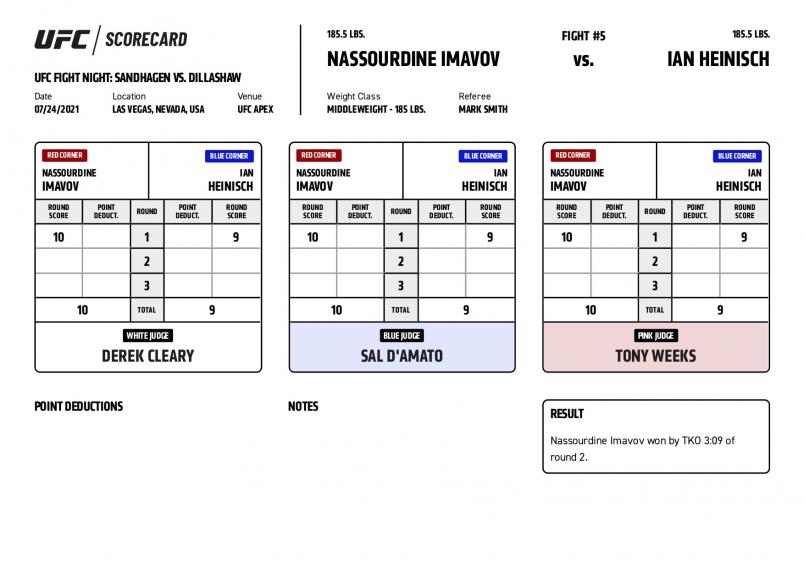 UFC SCORECARD
UFC FIGHT NIGHT: SANDHAGEN VS. DILLASHAW
Date Location Venue
07/24/2021 LAS VEGAS, NEVADA, USA UFC APEX
185.5 LBS. FIGHT #5 185.5 LBS.
NASSOURDINE IMAVOV VS. IAN HEINISCH
Weight Class Referee
MIDDLEWEIGHT - 185 LBS. MARK SMITH
RED CORNER BLUE CORNER
NASSOURDINE IAN
IMAVOV HEINISCH
ROUND SCORE POINT DEDUCT. ROUND POINT DEDUCT. ROUND SCORE
10 1 9
2
3
10 TOTAL 9
WHITE JUDGE
DEREK CLEARY
RED CORNER BLUE CORNER
NASSOURDINE IAN
IMAVOV HEINISCH
ROUND SCORE POINT DEDUCT. ROUND POINT DEDUCT. ROUND SCORE
10 1 9
2
3
10 TOTAL 9
BLUE JUDGE
SAL D'AMATO
RED CORNER BLUE CORNER
NASSOURDINE IAN
IMAVOV HEINISCH
ROUND SCORE POINT DEDUCT. ROUND POINT DEDUCT. ROUND SCORE
10 1 9
2
3
10 TOTAL 9
PINK JUDGE
TONY WEEKS
POINT DEDUCTIONS
NOTES
RESULT
Nassourdine Imavov won by TKO 3:09 of
round 2.